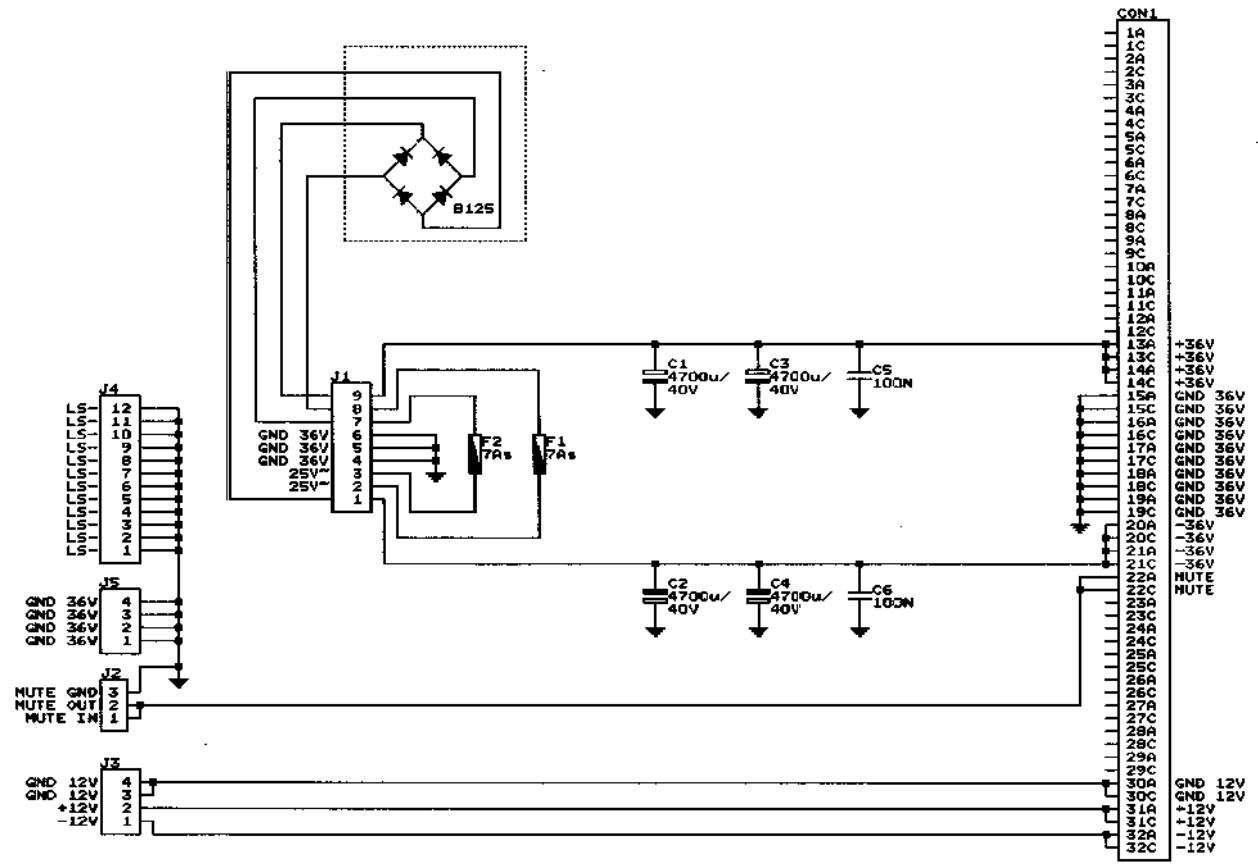 CON1
1A
1C
2A
2C
3A
3C
4A
4C
5A
5C
6A
6C
7A
7C
8A
8C
9A
9C
10A
10C
11A
11C
12A
12C
13A +36V
13C +36V
14A +36V
14C +36V
15A GND 36V
15C GND 36V
16A GND 36V
16C GND 36V
17A GND 36V
17C GND 36V
18A GND 36V
18C GND 36V
19A GND 36V
19C GND 36V
20A -36V
20C -36V
21A -36V
21C -36V
22A MUTE
22C MUTE
23A
23C
24A
24C
25A
25C
26A
26C
27A
27C
28A
28C
29A
29C
30A GND 12V
30C GND 12V
31A +12V
31C +12V
32A -12V
32C -12V
B125
J1
9
8
7
GND 36V 6
GND 36V 5
GND 36V 4
25V~ 3
25V~ 2
1
F2
7As
F1
7As
C1
4700u/
40V
C3
4700u/
40V
C5
100N
C2
4700u/
40V
C4
4700u/
40V
C6
100N
J4
LS- 12
LS- 11
LS- 10
LS- 9
LS- 8
LS- 7
LS- 6
LS- 5
LS- 4
LS- 3
LS- 2
LS- 1
J5
GND 36V 4
GND 36V 3
GND 36V 2
GND 36V 1
J2
MUTE GND 3
MUTE OUT 2
MUTE IN 1
J3
GND 12V 4
GND 12V 3
+12V 2
-12V 1